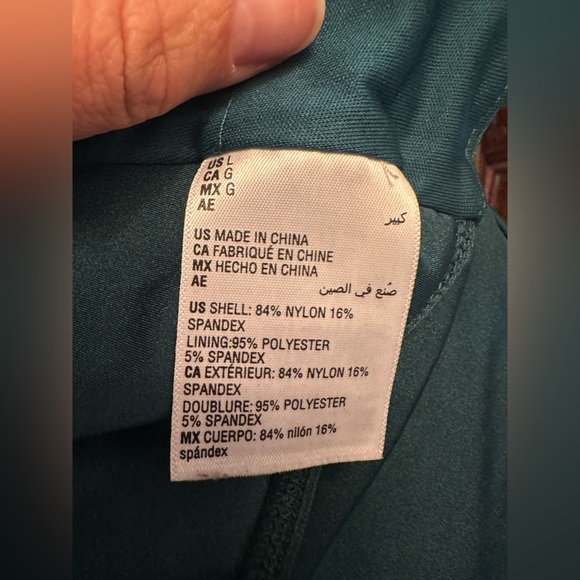 US L
CA G
MX G
AE
كبير
US MADE IN CHINA
CA FABRIQUÉ EN CHINE
MX HECHO EN CHINA
AE
صُنع في الصين
US SHELL: 84% NYLON 16%
SPANDEX
LINING:95% POLYESTER
5% SPANDEX
CA EXTÉRIEUR: 84% NYLON 16%
SPANDEX
DOUBLURE: 95% POLYESTER
5% SPANDEX
MX CUERPO: 84% nilón 16%
spándex